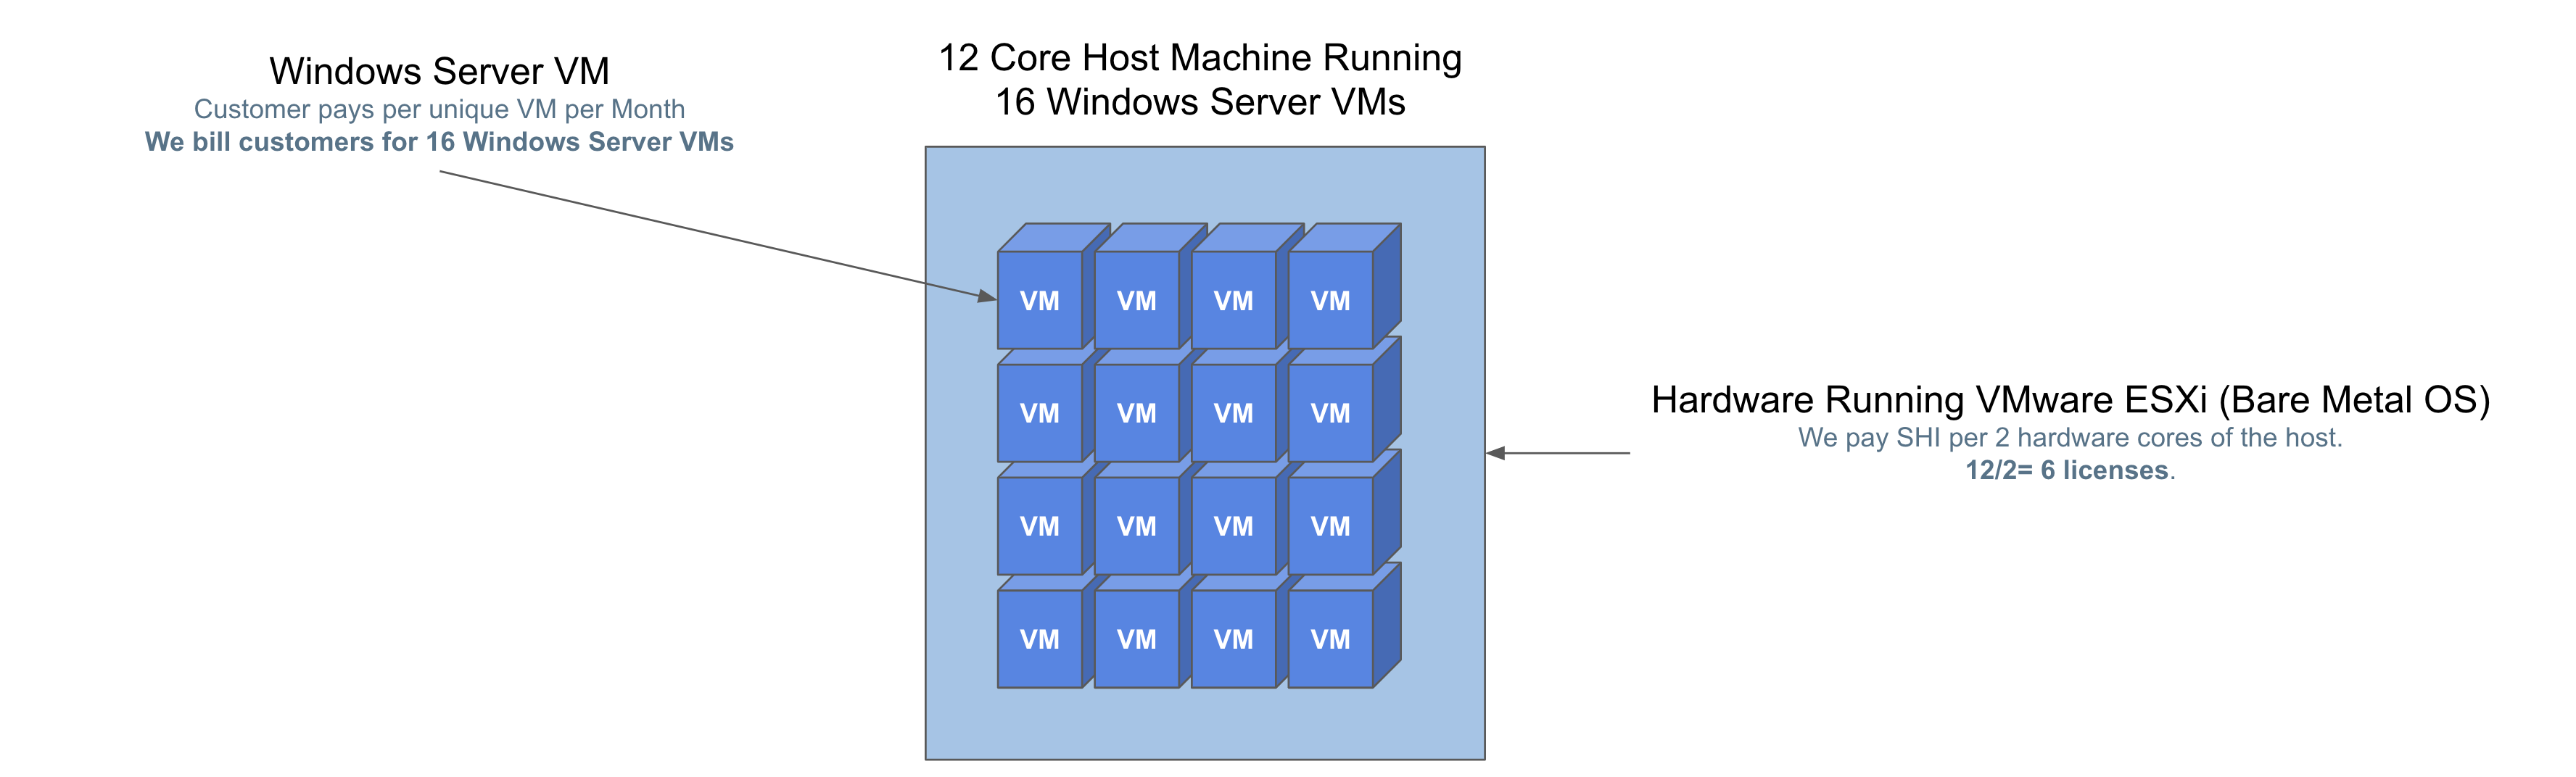 Windows Server VM
Customer pays per unique VM per Month
We bill customers for 16 Windows Server VMs
12 Core Host Machine Running
16 Windows Server VMs
VM VM VM VM
VM VM VM VM
VM VM VM VM
VM VM VM VM
Hardware Running VMware ESXi (Bare Metal OS)
We pay SHI per 2 hardware cores of the host.
12/2= 6 licenses.